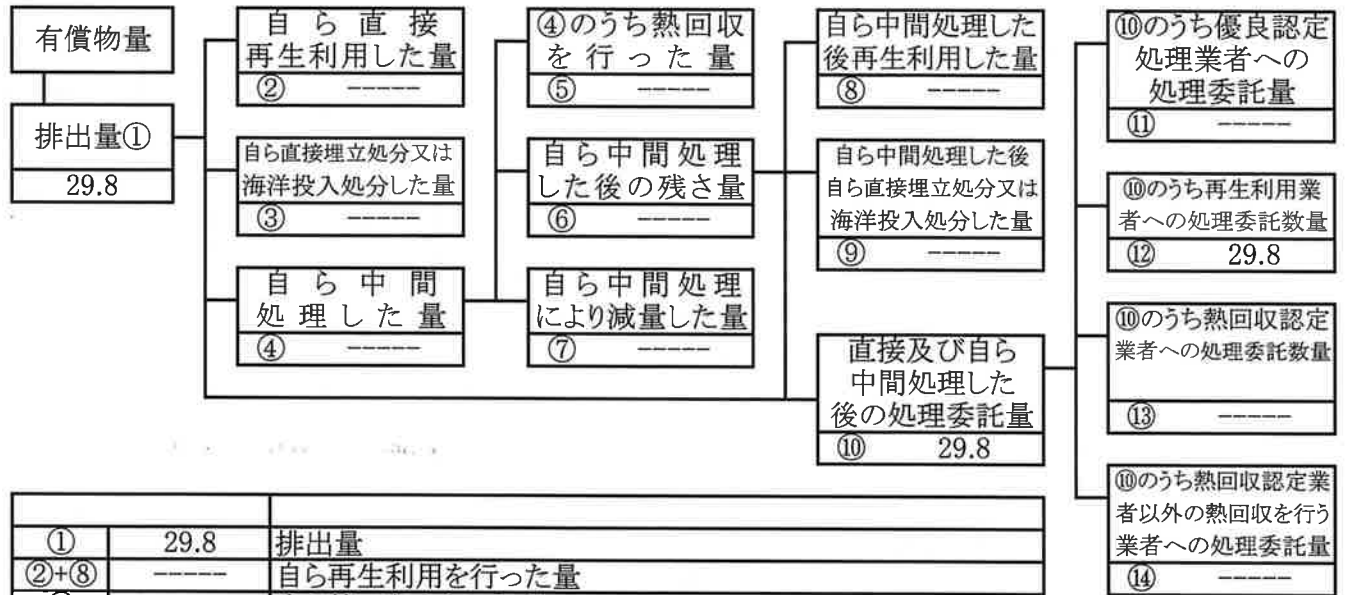 有償物量
排出量①
29.8
自ら直接
再生利用した量
② -----
自ら直接埋立処分又は
海洋投入処分した量
③ -----
自ら中間
処理した量
④ -----
④のうち熱回収
を行った量
⑤ -----
自ら中間処理
した後の残さ量
⑥ -----
自ら中間処理
により減量した量
⑦ -----
自ら中間処理した
後再生利用した量
⑧ -----
自ら中間処理した後
自ら直接埋立処分又は
海洋投入処分した量
⑨ -----
直接及び自ら
中間処理した
後の処理委託量
⑩ 29.8
⑩のうち優良認定
処理業者への
処理委託量
⑪ -----
⑩のうち再生利用業
者への処理委託数量
⑫ 29.8
⑩のうち熱回収認定
業者への処理委託数量
⑬ -----
⑩のうち熱回収認定業
者以外の熱回収を行う
業者への処理委託量
⑭ -----
① 29.8 排出量
②+⑧ ----- 自ら再生利用を行った量